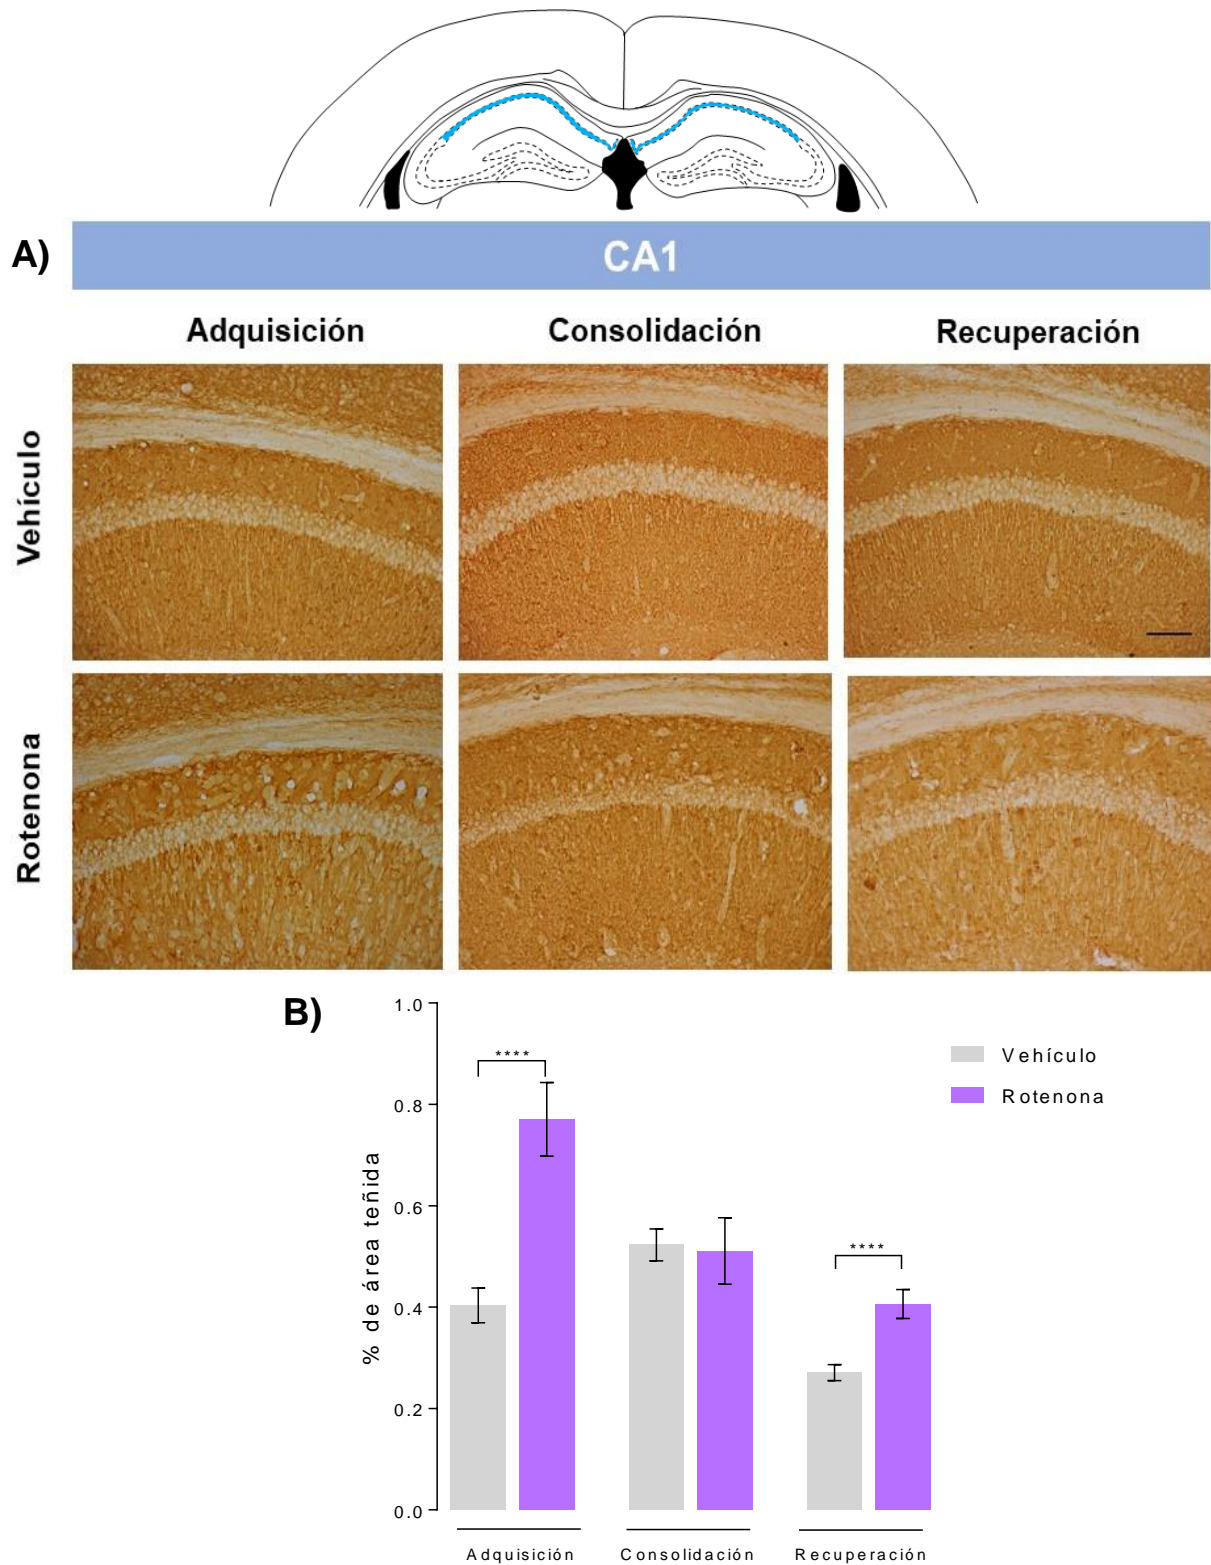 A)
CA1
Adquisición
Consolidación
Recuperación
Vehículo
Rotenona
B)
% de área teñida
1.0
0.8
0.6
0.4
0.2
0.0
****
****
Vehículo
Rotenona
Adquisición
Consolidación
Recuperación